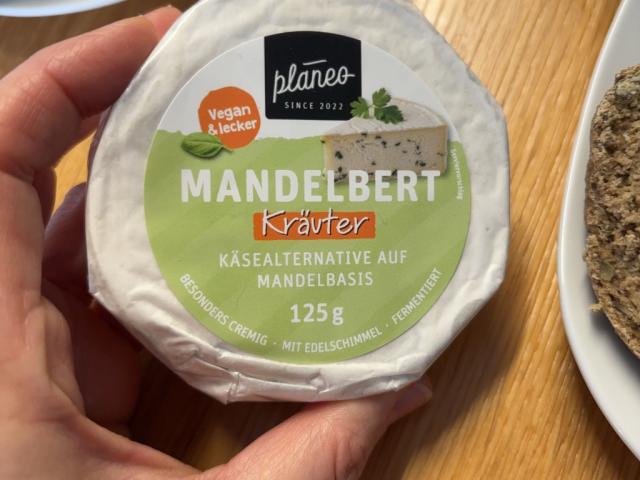 planeo
SINCE 2022
Vegan
& lecker
MANDELBERT
Kräuter
KÄSEALTERNATIVE AUF
MANDELBASIS
125 g
BESONDERS CREMIG · MIT EDELSCHIMMEL · FERMENTIERT